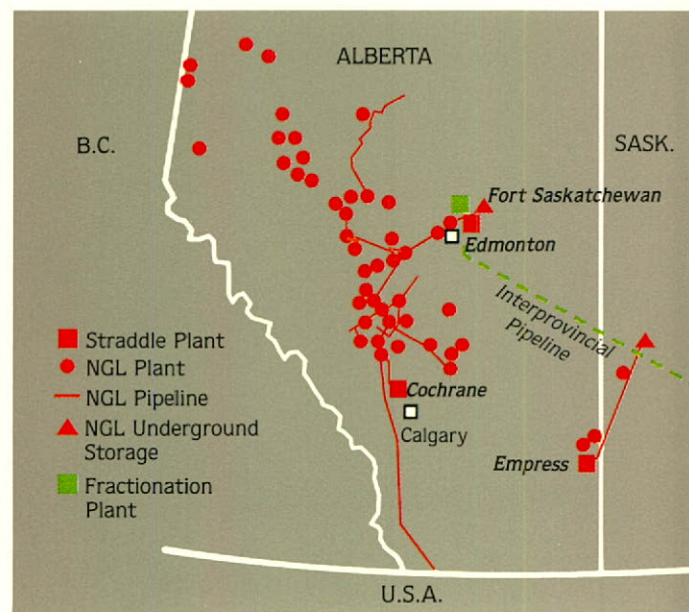 ALBERTA
B.C.
SASK.
Fort Saskatchewan
Edmonton
Interprovincial
Pipeline
Straddle Plant
NGL Plant
NGL Pipeline
NGL Underground
Storage
Fractionation
Plant
Cochrane
Calgary
Empress
U.S.A.